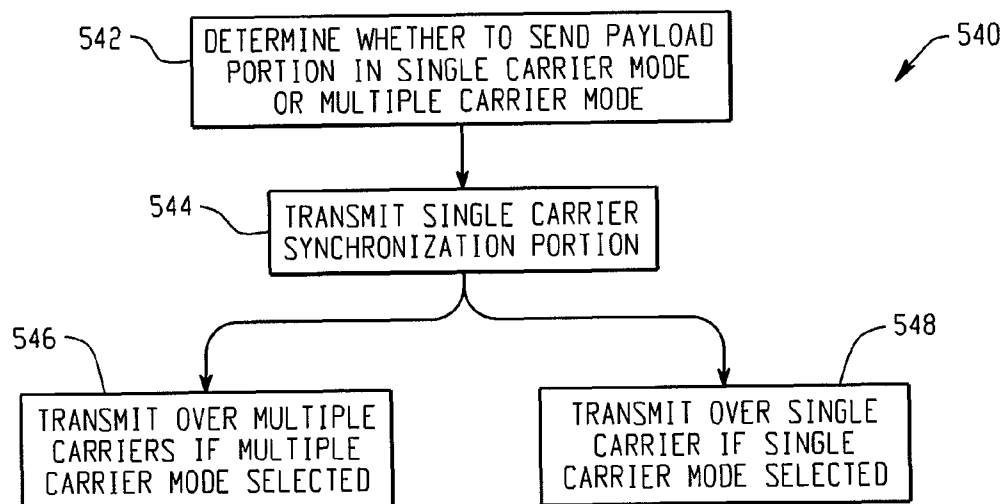 542
DETERMINE WHETHER TO SEND PAYLOAD
PORTION IN SINGLE CARRIER MODE
OR MULTIPLE CARRIER MODE
540
544
TRANSMIT SINGLE CARRIER
SYNCHRONIZATION PORTION
546
TRANSMIT OVER MULTIPLE
CARRIERS IF MULTIPLE
CARRIER MODE SELECTED
548
TRANSMIT OVER SINGLE
CARRIER IF SINGLE
CARRIER MODE SELECTED